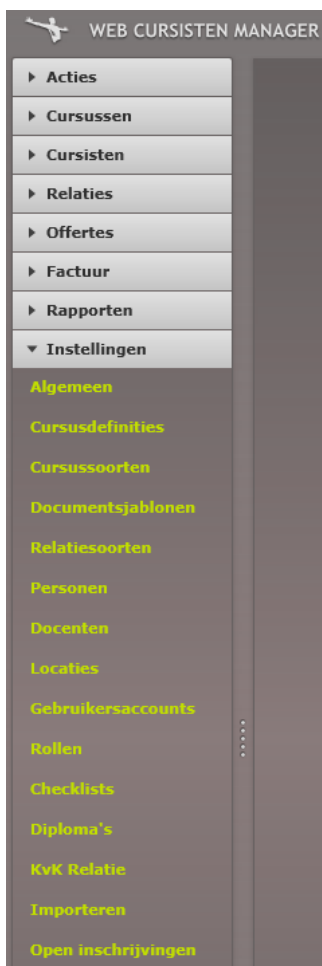 WEB CURSISTEN MANAGER
Acties
Cursussen
Cursisten
Relaties
Offertes
Factuur
Rapporten
Instellingen
Algemeen
Cursusdefinities
Cursussoorten
Documentsjablonen
Relatiesoorten
Personen
Docenten
Locaties
Gebruikersaccounts
Rollen
Checklists
Diploma's
KvK Relatie
Importeren
Open inschrijvingen